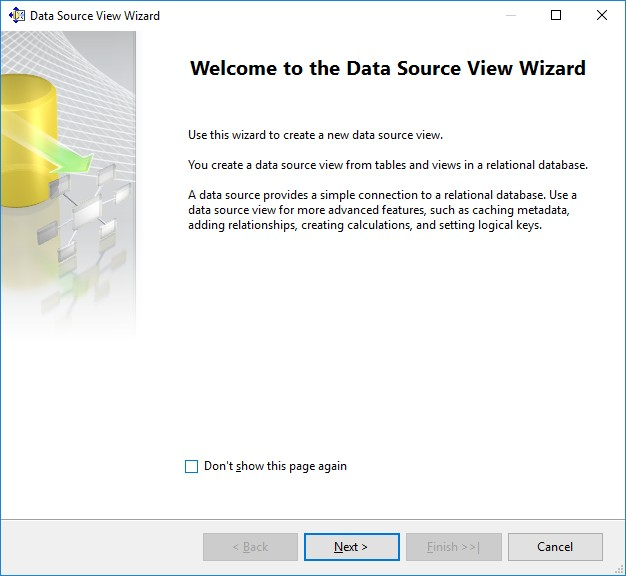 Data Source View Wizard
Welcome to the Data Source View Wizard
Use this wizard to create a new data source view.
You create a data source view from tables and views in a relational database.
A data source provides a simple connection to a relational database. Use a
data source view for more advanced features, such as caching metadata,
adding relationships, creating calculations, and setting logical keys.
Don't show this page again
< Back Next > Finish >>| Cancel